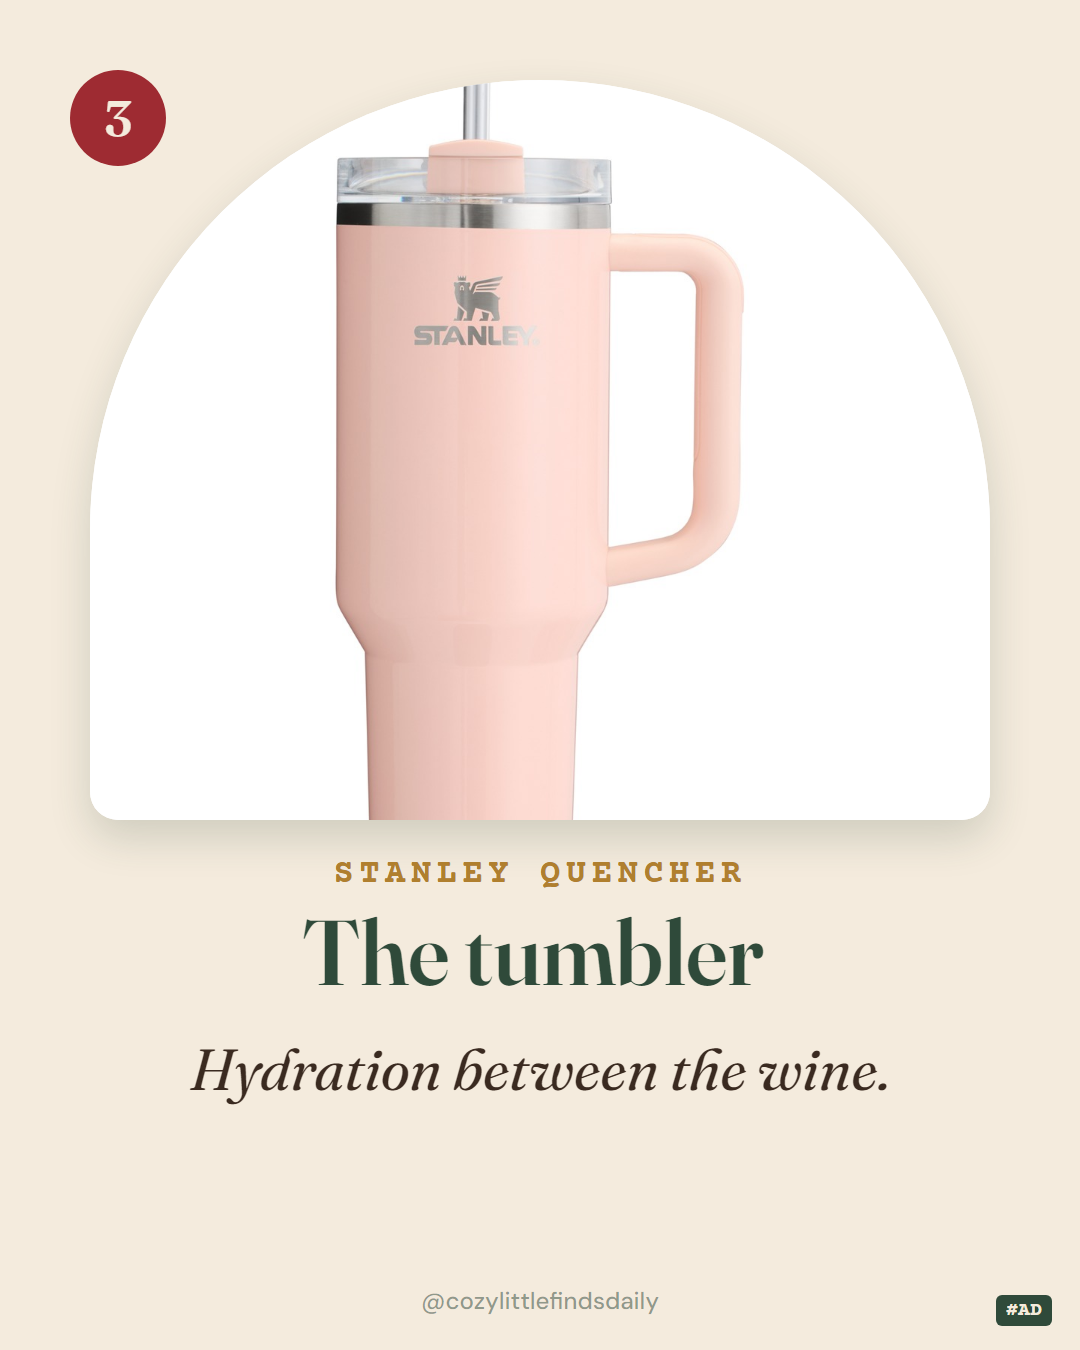 3
STANLEY
STANLEY QUENCHER
The tumbler
Hydration between the wine.
@cozylittlefindsdaily
#AD